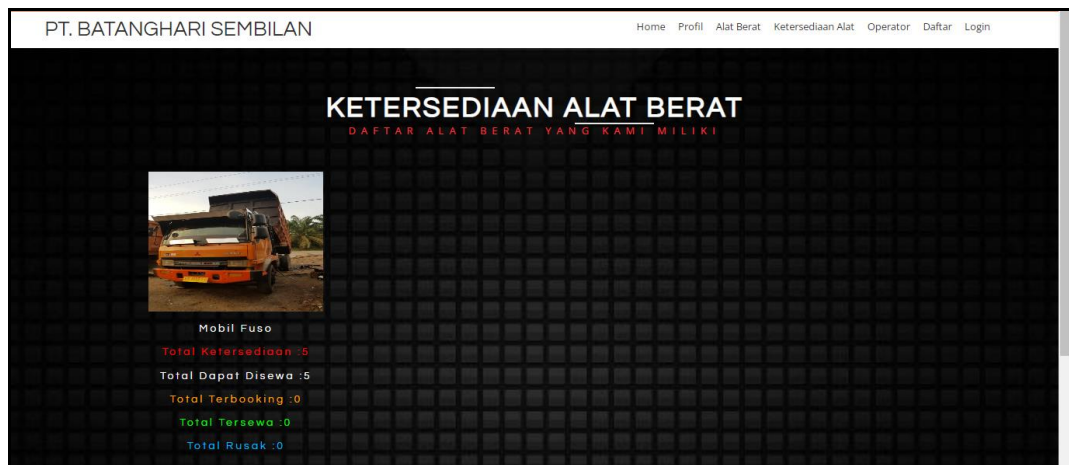 PT. BATANGHARI SEMBILAN
Home Profil Alat Berat Ketersediaan Alat Operator Daftar Login
KETERSEDIAAN ALAT BERAT
DAFTAR ALAT BERAT YANG KAMI MILIKI
Mobil Fuso
Total Ketersediaan :5
Total Dapat Disewa :5
Total Terbooking :0
Total Tersewa :0
Total Rusak :0